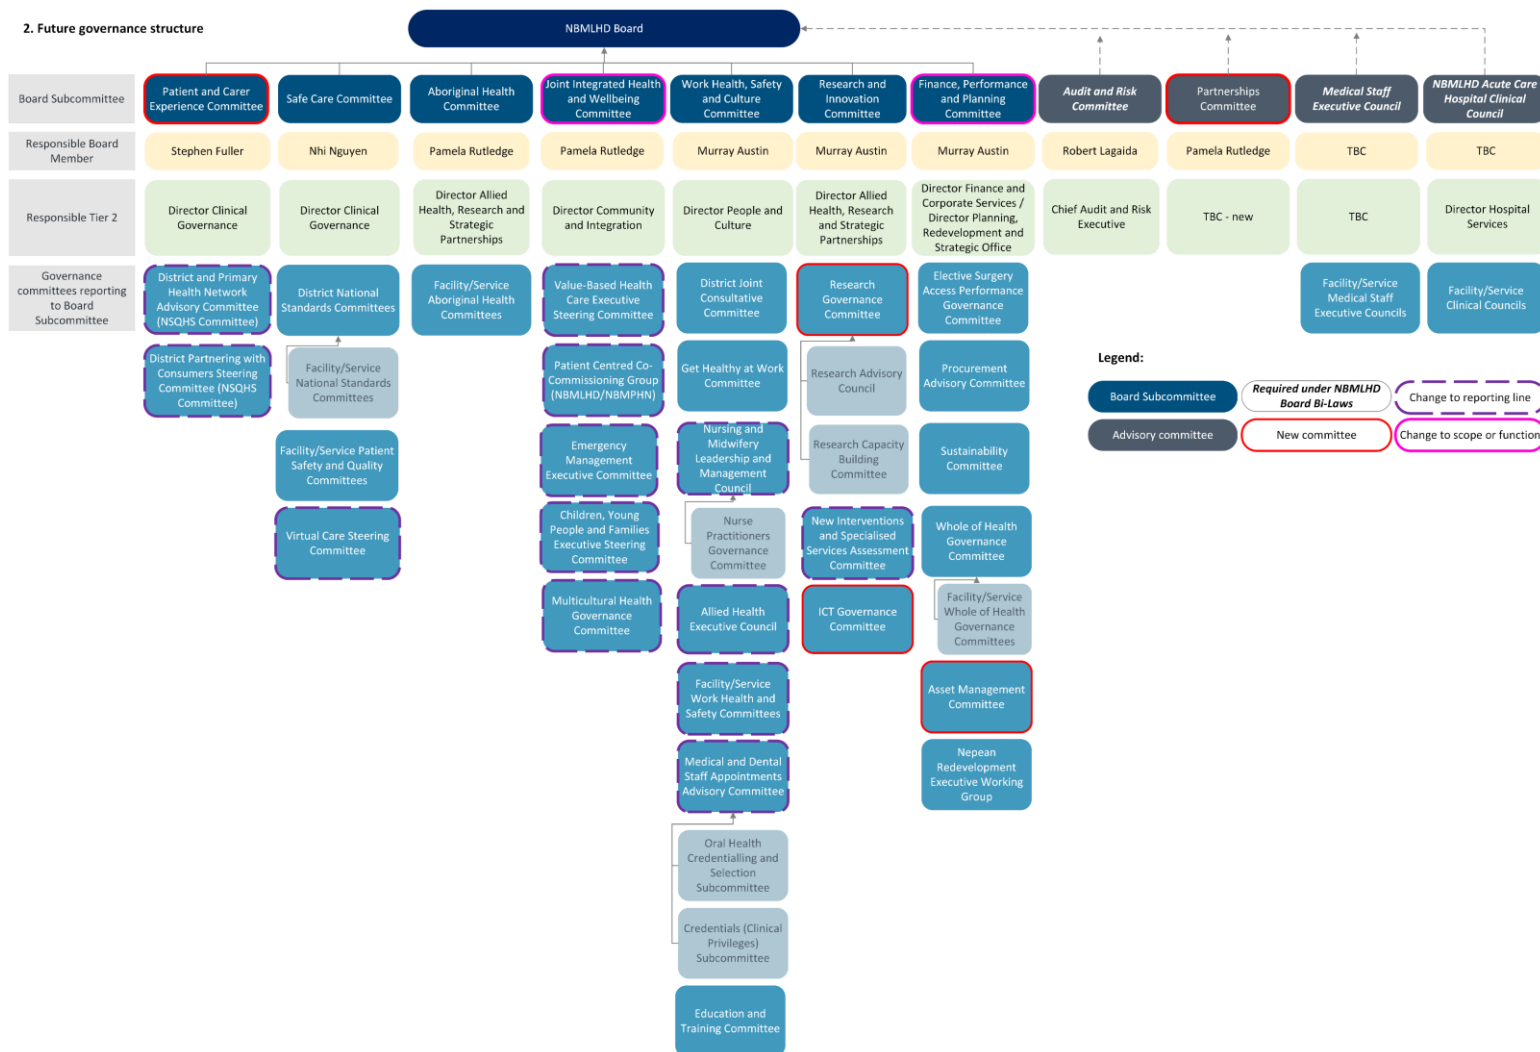 2. Future governance structure
NBMLHD Board
Board Subcommittee
Patient and Carer
Experience Committee
Safe Care Committee
Aboriginal Health
Committee
Joint Integrated Health
and Wellbeing
Committee
Work Health, Safety
and Culture Committee
Research and
Innovation Committee
Finance, Performance
and Planning
Committee
Audit and Risk
Committee
Partnerships
Committee
Medical Staff
Executive Council
NBMLHD Acute Care
Hospital Clinical
Council
Responsible Board
Member
Stephen Fuller
Nhi Nguyen
Pamela Rutledge
Pamela Rutledge
Murray Austin
Murray Austin
Murray Austin
Robert Lagaida
Pamela Rutledge
TBC
TBC
Responsible Tier 2
Director Clinical
Governance
Director Clinical
Governance
Director Allied
Health, Research and
Strategic
Partnerships
Director Community
and Integration
Director People and
Culture
Director Allied
Health, Research
and Strategic
Partnerships
Director Finance and
Corporate Services /
Director Planning,
Redevelopment and
Strategic Office
Chief Audit and Risk
Executive
TBC - new
TBC
Director Hospital
Services
Governance
committees reporting
to Board
Subcommittee
District and Primary
Health Network
Advisory Committee
(NSQHS Committee)
District Partnering with
Consumers Steering
Committee (NSQHS
Committee)
District National
Standards Committees
Facility/Service
National Standards
Committees
Facility/Service Patient
Safety and Quality
Committees
Virtual Care Steering
Committee
Facility/Service
Aboriginal Health
Committees
Value-Based Health
Care Executive
Steering Committee
Patient Centred Co-
Commissioning Group
(NBMLHD/NBMPHN)
Emergency
Management
Executive Committee
Children, Young
People and Families
Executive Steering
Committee
Multicultural Health
Governance
Committee
District Joint
Consultative
Committee
Get Healthy at Work
Committee
Nursing and
Midwifery
Leadership and
Management
Council
Nurse
Practitioners
Governance
Committee
Allied Health
Executive Council
Facility/Service
Work Health and
Safety Committees
Medical and Dental
Staff Appointments
Advisory Committee
Oral Health
Credentialling and
Selection
Subcommittee
Credentials (Clinical
Privileges)
Subcommittee
Education and
Training Committee
Research
Governance
Committee
Research Advisory
Council
Research Capacity
Building
Committee
New Interventions
and Specialised
Services Assessment
Committee
ICT Governance
Committee
Elective Surgery
Access Performance
Governance
Committee
Procurement
Advisory Committee
Sustainability
Committee
Whole of Health
Governance
Committee
Facility/Service
Whole of Health
Governance
Committees
Asset Management
Committee
Nepean
Redevelopment
Executive Working
Group
Facility/Service
Medical Staff
Executive Councils
Facility/Service
Clinical Councils
Legend:
Board Subcommittee
Required under NBMLHD
Board Bi-Laws
Change to reporting line
Advisory committee
New committee
Change to scope or function